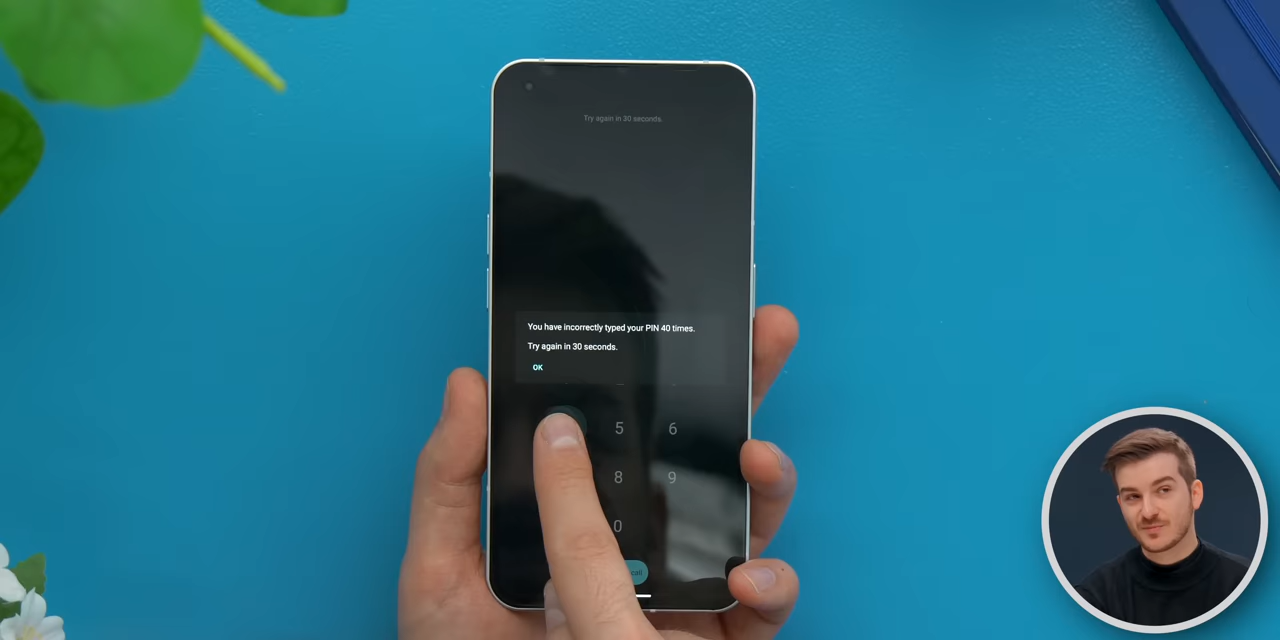 Try again in 30 seconds.
You have incorrectly typed your PIN 40 times.
Try again in 30 seconds.
OK
5 6
8 9
0
call